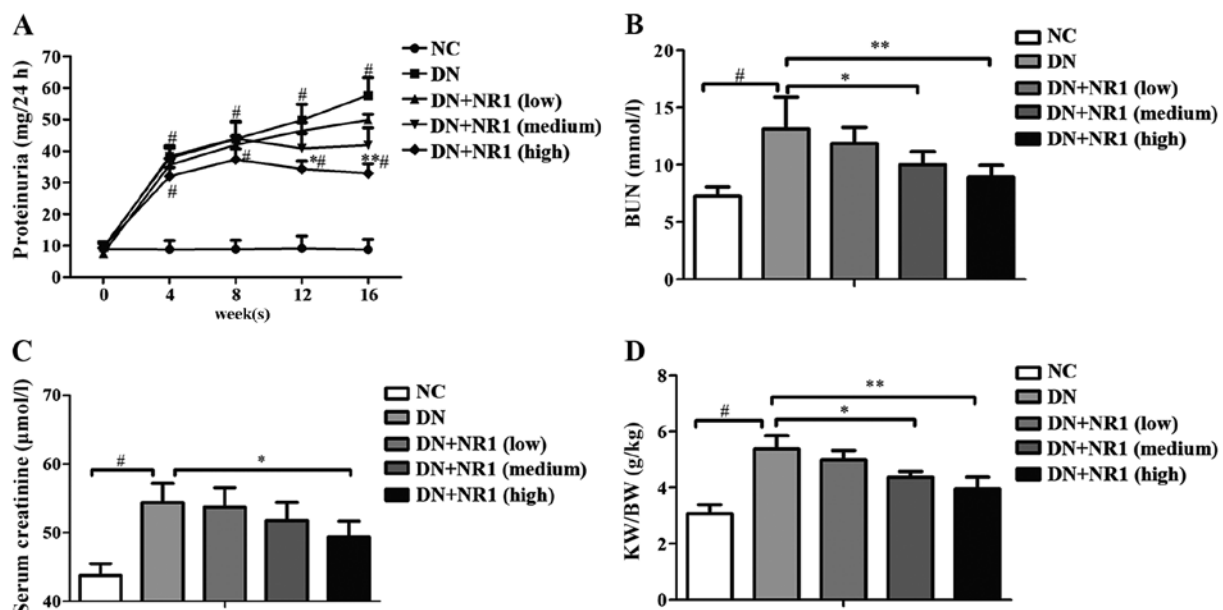 A
Proteinuria (mg/24 h)
70
60
50
40
30
20
10
0
#
#
#
#
#
#
*#
**#
0
4
8
12
16
week(s)
NC
DN
DN+NR1 (low)
DN+NR1 (medium)
DN+NR1 (high)
B
BUN (mmol/l)
20
15
10
5
0
#
*
**
NC
DN
DN+NR1 (low)
DN+NR1 (medium)
DN+NR1 (high)
C
Serum creatinine (μmol/l)
70
60
50
40
#
*
NC
DN
DN+NR1 (low)
DN+NR1 (medium)
DN+NR1 (high)
D
KW/BW (g/kg)
8
6
4
2
0
#
*
**
NC
DN
DN+NR1 (low)
DN+NR1 (medium)
DN+NR1 (high)